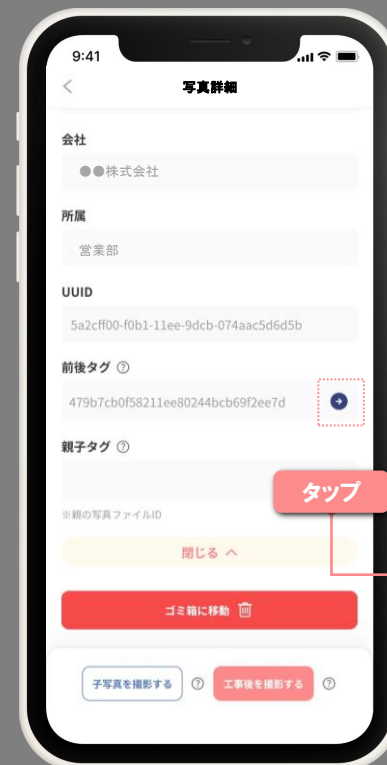 9:41
写真詳細
会社
●●株式会社
所属
営業部
UUID
5a2cff00-f0b1-11ee-9dcb-074aac5d6d5b
前後タグ ?
479b7cb0f58211ee80244bcb69f2ee7d
親子タグ ?
タップ
※親の写真ファイルID
閉じる
ゴミ箱に移動
子写真を撮影する ? 工事後を撮影する ?